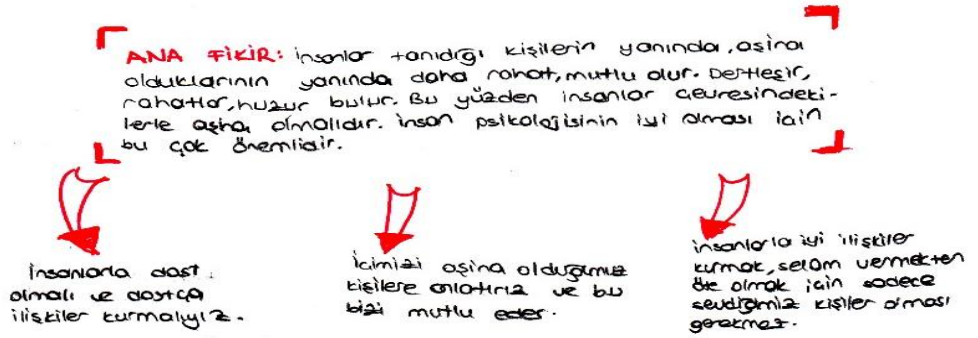 ANA FİKİR: insanlar tanıdığı kişilerin yanında, aşina
olduklarının yanında daha rahat, mutlu olur. Dertleşir,
rahatlar, huzur bulur. Bu yüzden insanlar çevresindeki-
lerle aşina olmalıdır. insan psikolojisinin iyi olması için
bu çok önemlidir.
İnsanlarla dost
olmalı ve dostça
ilişkiler kurmalıyız.
İçimizi aşina olduğumuz
kişilere anlatırız ve bu
bizi mutlu eder.
insanlarla iyi ilişkiler
kurmak, selam vermekten
öte olmak için sadece
sevdiğimiz kişiler olması
gerekmez.